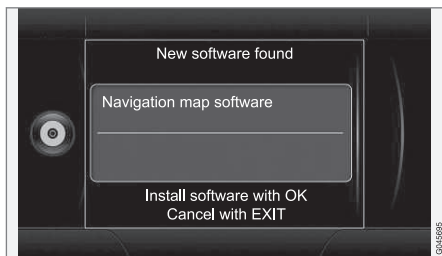 New software found
Navigation map software
Install software with OK
Cancel with EXIT
G045695